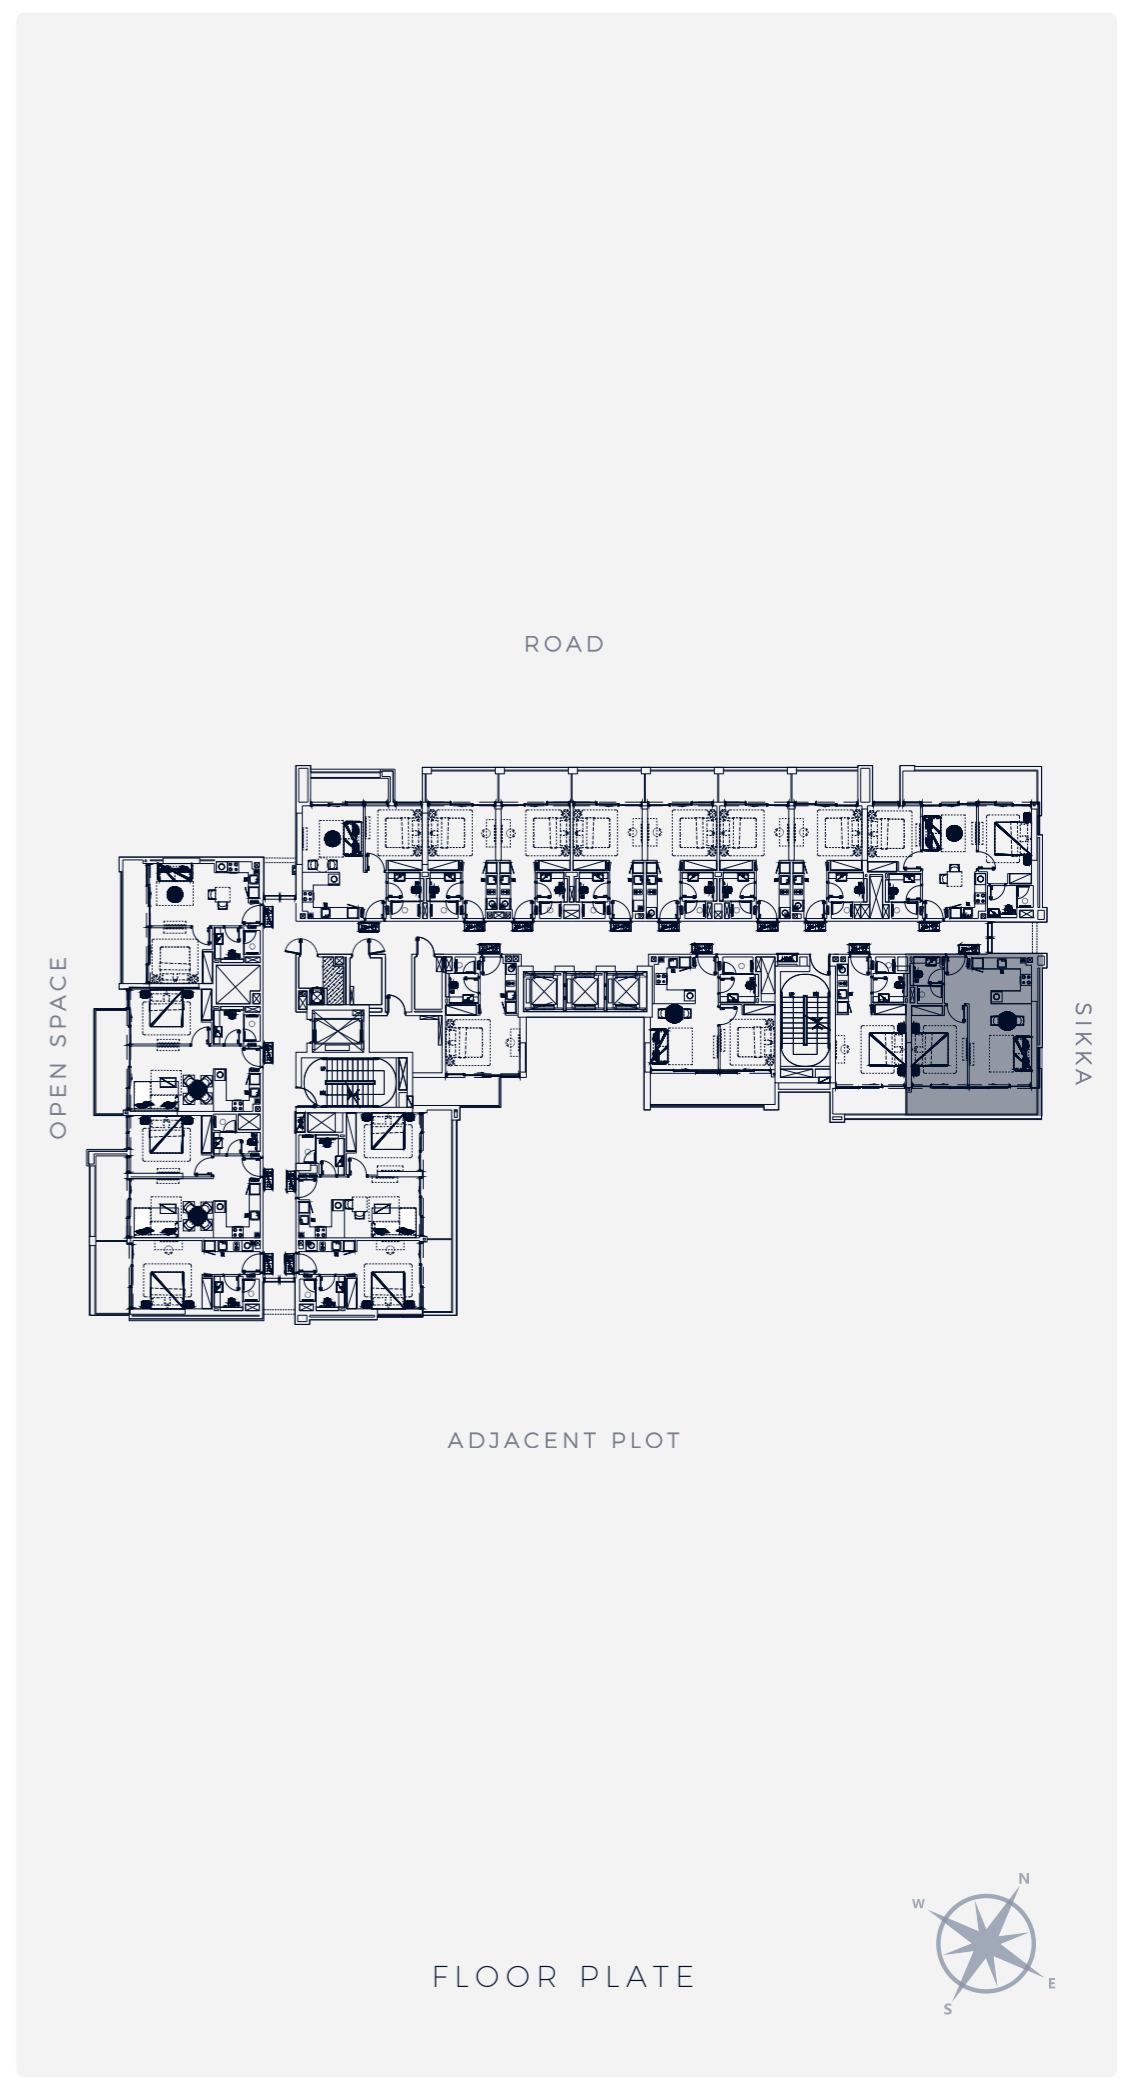 ROAD
OPEN SPACE
SIKKA
ADJACENT PLOT
FLOOR PLATE
N
W
E
S